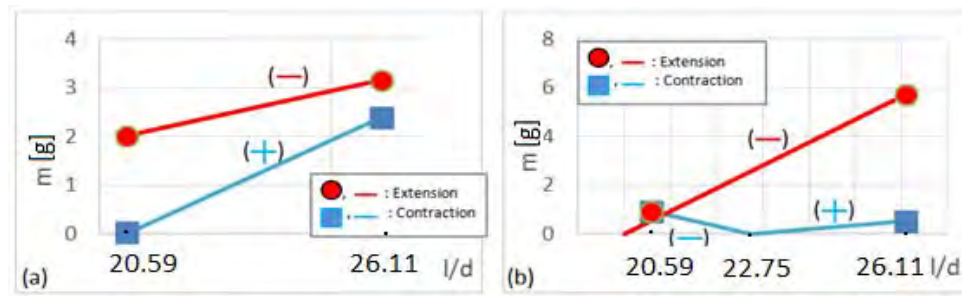 4
3
2
1
0
m [g]
(—)
(+)
●, — : Extension
■, — : Contraction
20.59 26.11 l/d
(a)
8
6
4
2
0
m [g]
●, — : Extension
■, — : Contraction
(—)
(+)
(—)
20.59 22.75 26.11 l/d
(b)